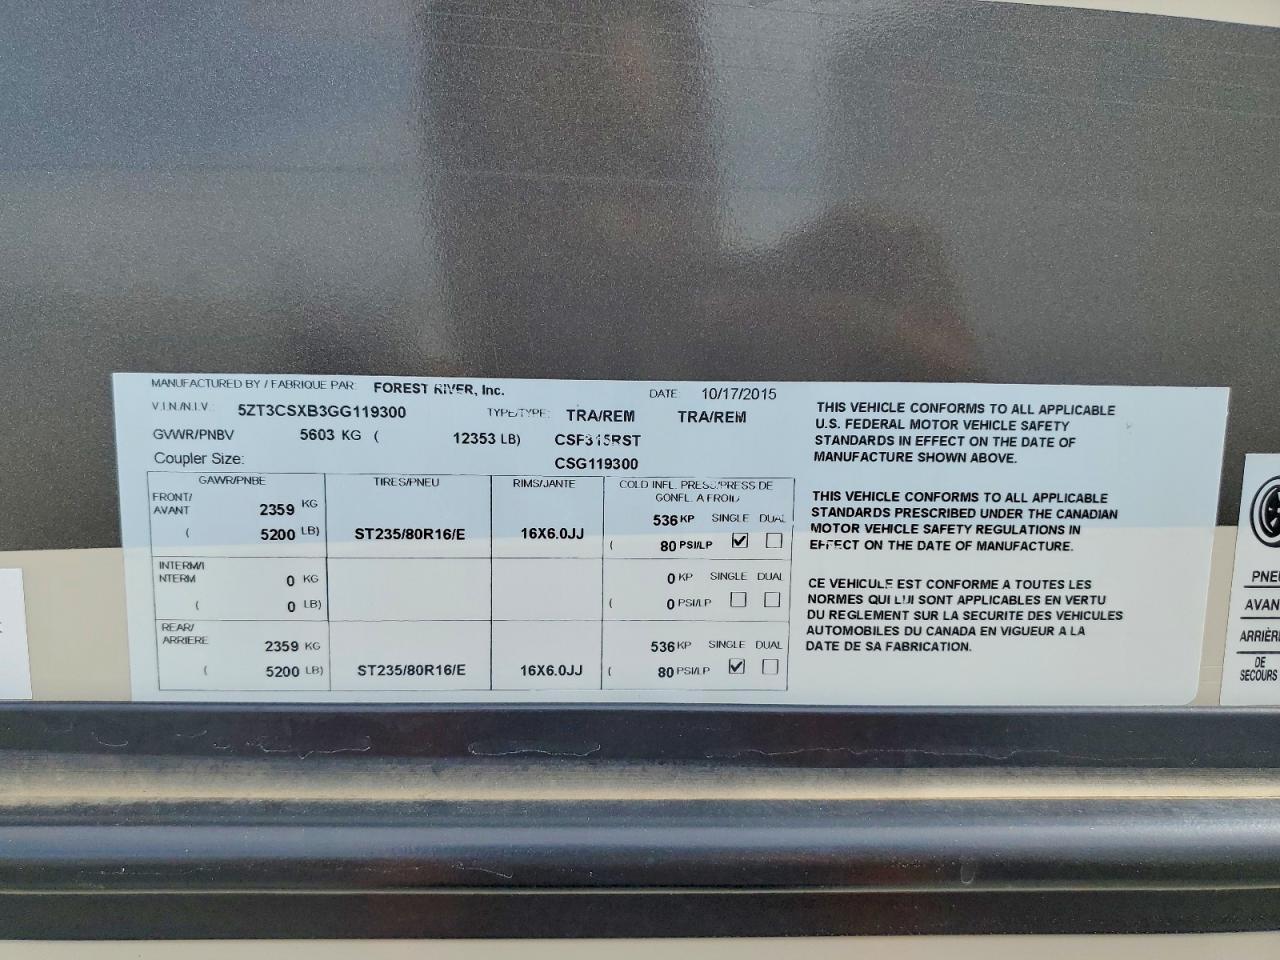 MANUFACTURED BY / FABRIQUE PAR: FOREST RIVER, Inc. DATE: 10/17/2015
V.I.N./N.I.V.: 5ZT3CSXB3GG119300 TYPE/TYPE: TRA/REM TRA/REM
GVWR/PNBV 5603 KG ( 12353 LB) CSF315RST
Coupler Size: CSG119300
GAWR/PNBE TIRES/PNEU RIMS/JANTE COLD INFL. PRESS./PRESS DE
GONFL. A FROID/
FRONT/
AVANT 2359 KG 536 KP SINGLE DUAL
( 5200 LB) ST235/80R16/E 16X6.0JJ ( 80 PSI/LP
INTERM/I
NTERM 0 KG 0 KP SINGLE DUAL
( 0 LB) ( 0 PSI/LP
REAR/
ARRIERE 2359 KG 536 KP SINGLE DUAL
( 5200 LB) ST235/80R16/E 16X6.0JJ ( 80 PSI/LP
THIS VEHICLE CONFORMS TO ALL APPLICABLE
U.S. FEDERAL MOTOR VEHICLE SAFETY
STANDARDS IN EFFECT ON THE DATE OF
MANUFACTURE SHOWN ABOVE.
THIS VEHICLE CONFORMS TO ALL APPLICABLE
STANDARDS PRESCRIBED UNDER THE CANADIAN
MOTOR VEHICLE SAFETY REGULATIONS IN
EFFECT ON THE DATE OF MANUFACTURE.
CE VEHICULE EST CONFORME A TOUTES LES
NORMES QUI LUI SONT APPLICABLES EN VERTU
DU REGLEMENT SUR LA SECURITE DES VEHICULES
AUTOMOBILES DU CANADA EN VIGUEUR A LA
DATE DE SA FABRICATION.
PNEU
AVAN
ARRIÈR
DE
SECOURS